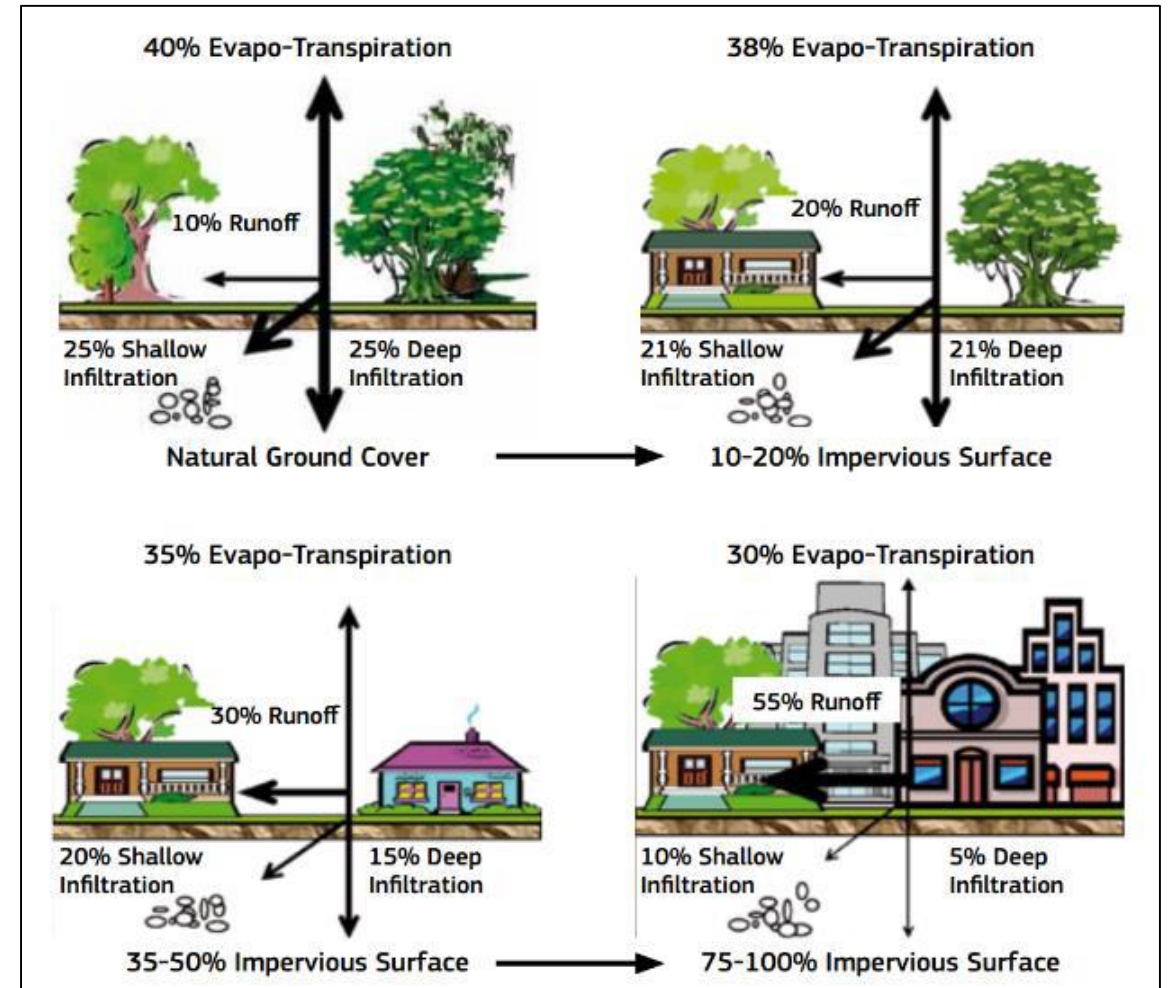 40% Evapo-Transpiration
10% Runoff
25% Shallow
Infiltration
25% Deep
Infiltration
Natural Ground Cover
38% Evapo-Transpiration
20% Runoff
21% Shallow
Infiltration
21% Deep
Infiltration
10-20% Impervious Surface
35% Evapo-Transpiration
30% Runoff
20% Shallow
Infiltration
15% Deep
Infiltration
35-50% Impervious Surface
30% Evapo-Transpiration
55% Runoff
10% Shallow
Infiltration
5% Deep
Infiltration
75-100% Impervious Surface